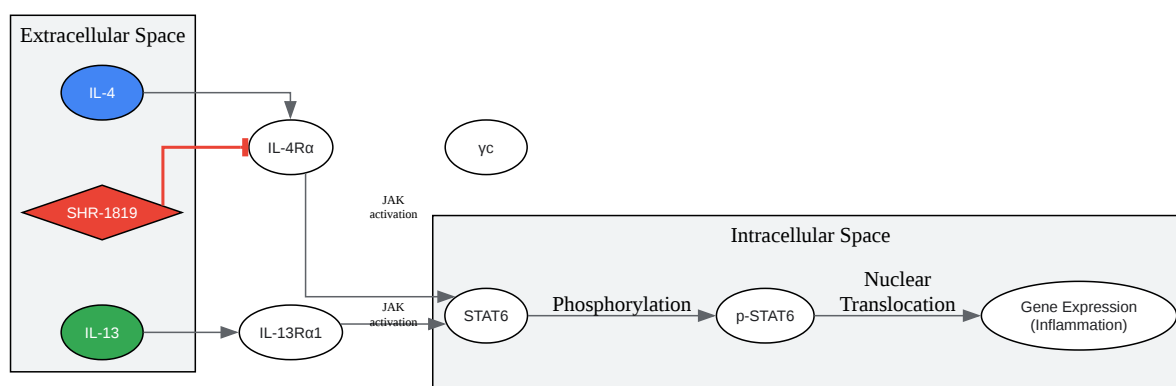 Extracellular Space
IL-4
IL-4Rα
γc
SHR-1819
JAK
activation
Intracellular Space
IL-13
IL-13Rα1
JAK
activation
STAT6
Phosphorylation
p-STAT6
Nuclear
Translocation
Gene Expression
(Inflammation)